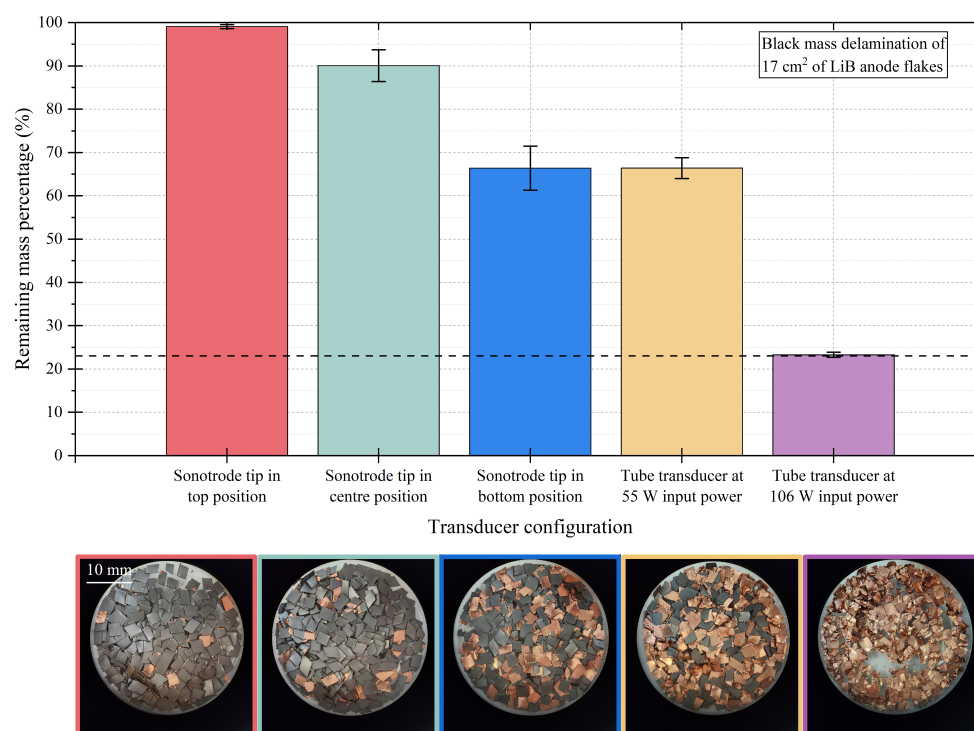 100
90
80
70
60
50
40
30
20
10
0
Remaining mass percentage (%)
Black mass delamination of
17 cm² of LiB anode flakes
Sonotrode tip in
top position
Sonotrode tip in
centre position
Sonotrode tip in
bottom position
Tube transducer at
55 W input power
Tube transducer at
106 W input power
Transducer configuration
10 mm